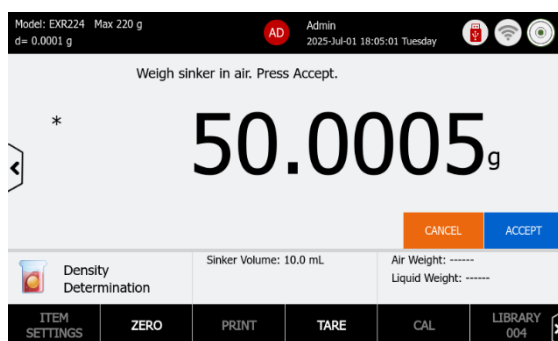 Model: EXR224 Max 220 g
d= 0.0001 g
AD
Admin
2025-Jul-01 18:05:01 Tuesday
Weigh sinker in air. Press Accept.
* 50.0005 g
CANCEL ACCEPT
Density
Determination
Sinker Volume: 10.0 mL
Air Weight: ------
Liquid Weight: ------
ITEM
SETTINGS
ZERO
PRINT
TARE
CAL
LIBRARY
004